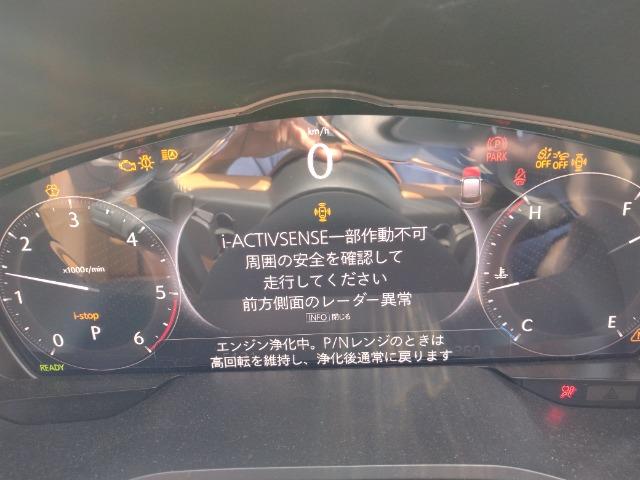 km/h
0
PARK
OFF OFF
3
2
4
H
F
i-ACTIVSENSE一部作動不可
周囲の安全を確認して
走行してください
前方側面のレーダー異常
INFO 閉じる
x1000r/min
1
5
i-stop
P
0
6
C
E
エンジン浄化中。P/Nレンジのときは
高回転を維持し、浄化後通常に戻ります
READY